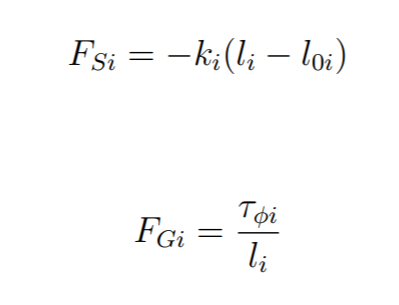 F_{Si} = -k_i(l_i - l_{0i})
F_{Gi} = \frac{\tau_{\phi i}}{l_i}